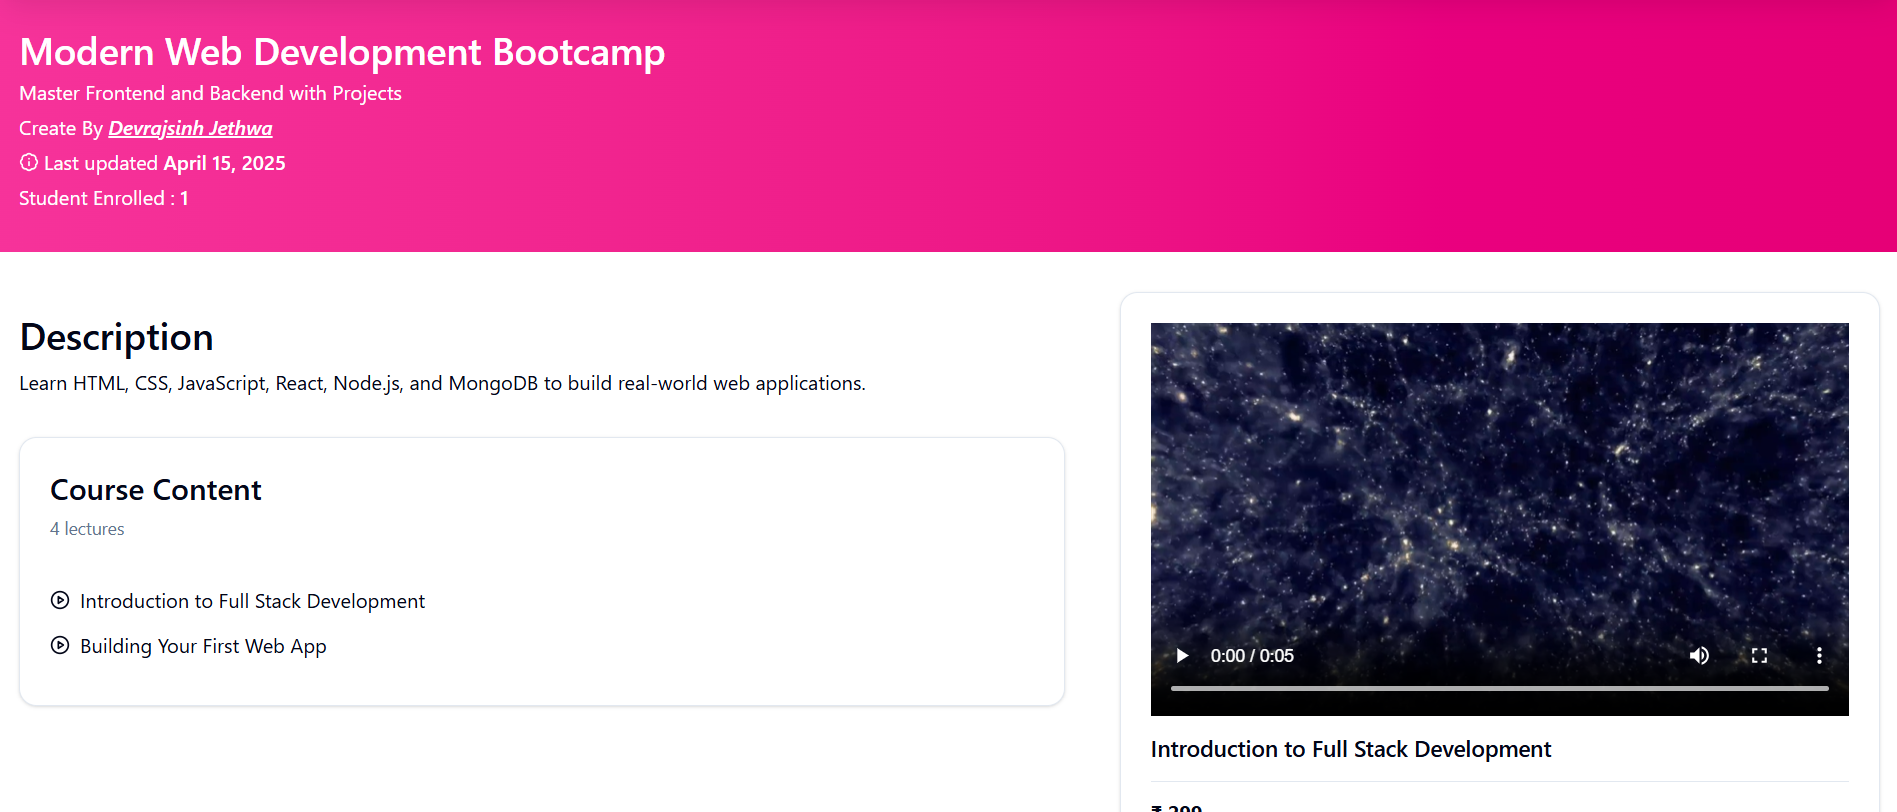 Modern Web Development Bootcamp
Master Frontend and Backend with Projects
Create By Devrajsinh Jethwa
Last updated April 15, 2025
Student Enrolled : 1
Description
Learn HTML, CSS, JavaScript, React, Node.js, and MongoDB to build real-world web applications.
Course Content
4 lectures
Introduction to Full Stack Development
Building Your First Web App
0:00 / 0:05
Introduction to Full Stack Development